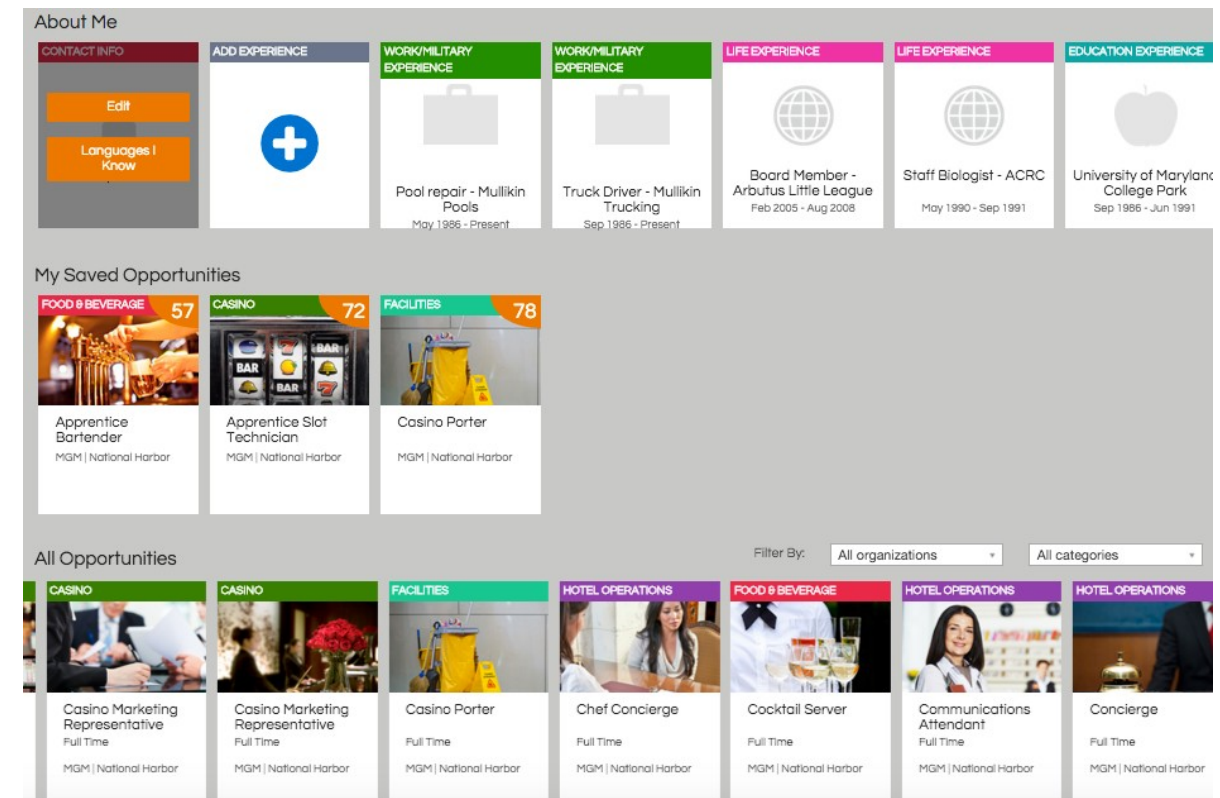 About Me
CONTACT INFO
Edit
Languages I
Know
ADD EXPERIENCE
WORK/MILITARY
EXPERIENCE
Pool repair - Mullikin
Pools
May 1986 - Present
WORK/MILITARY
EXPERIENCE
Truck Driver - Mullikin
Trucking
Sep 1986 - Present
LIFE EXPERIENCE
Board Member -
Arbutus Little League
Feb 2005 - Aug 2008
LIFE EXPERIENCE
Staff Biologist - ACRC
May 1990 - Sep 1991
EDUCATION EXPERIENCE
University of Maryland
College Park
Sep 1986 - Jun 1991
My Saved Opportunities
FOOD & BEVERAGE 57
Apprentice
Bartender
MGM | National Harbor
CASINO 72
BAR
BAR
BAR
Apprentice Slot
Technician
MGM | National Harbor
FACILITIES 78
Casino Porter
MGM | National Harbor
All Opportunities
Filter By: All organizations All categories
CASINO
Casino Marketing
Representative
Full Time
MGM | National Harbor
CASINO
Casino Marketing
Representative
Full Time
MGM | National Harbor
FACILITIES
Casino Porter
Full Time
MGM | National Harbor
HOTEL OPERATIONS
Chef Concierge
Full Time
MGM | National Harbor
FOOD & BEVERAGE
Cocktail Server
Full Time
MGM | National Harbor
HOTEL OPERATIONS
Communications
Attendant
Full Time
MGM | National Harbor
HOTEL OPERATIONS
Concierge
Full Time
MGM | National Harbor